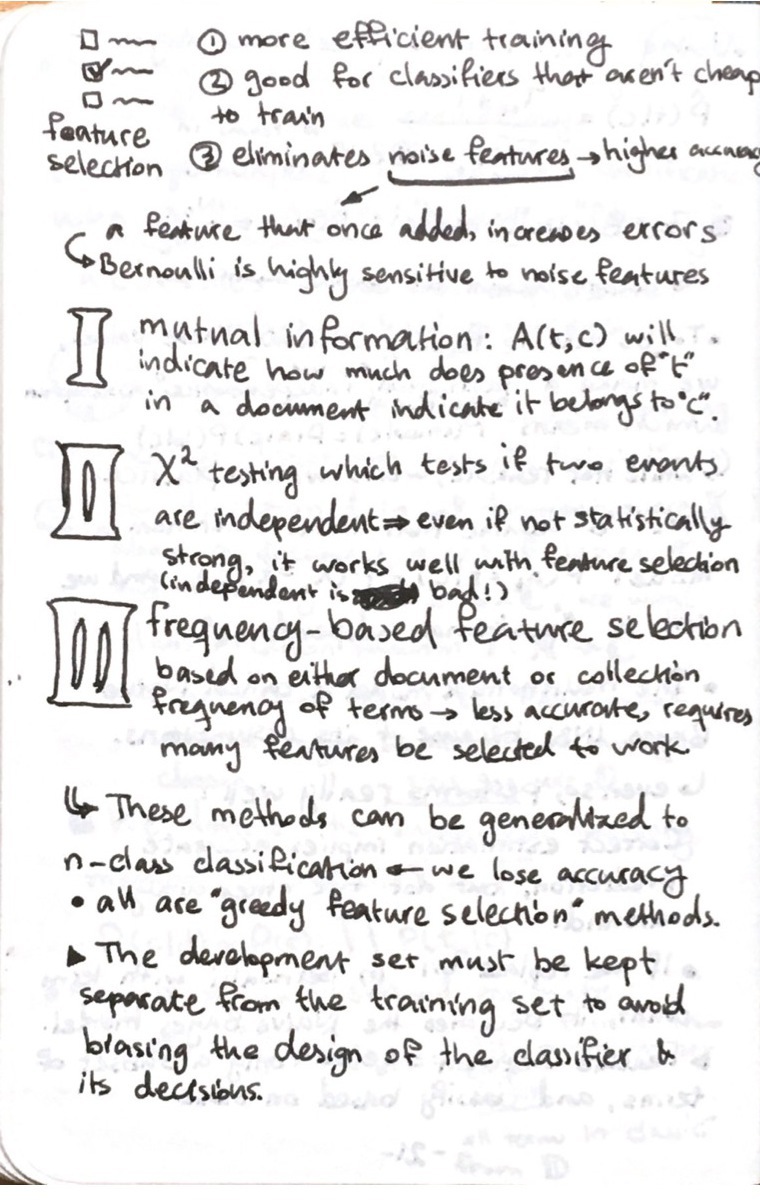 ① more efficient training
② good for classifiers that aren't cheap
to train
feature
selection
③ eliminates noise features → higher accuracy
a feature that once added, increases errors
↳ Bernoulli is highly sensitive to noise features
I mutual information: A(t,c) will
indicate how much does presence of "t"
in a document indicate it belongs to "c".
II χ² testing which tests if two events
are independent ⇒ even if not statistically
strong, it works well with feature selection
(independent is bad!)
III frequency-based feature selection
based on either document or collection
frequency of terms → less accurate, requires
many features be selected to work
↳ These methods can be generalized to
n-class classification ← we lose accuracy
• all are "greedy feature selection" methods.
▶ The development set must be kept
separate from the training set to avoid
biasing the design of the classifier &
its decisions.